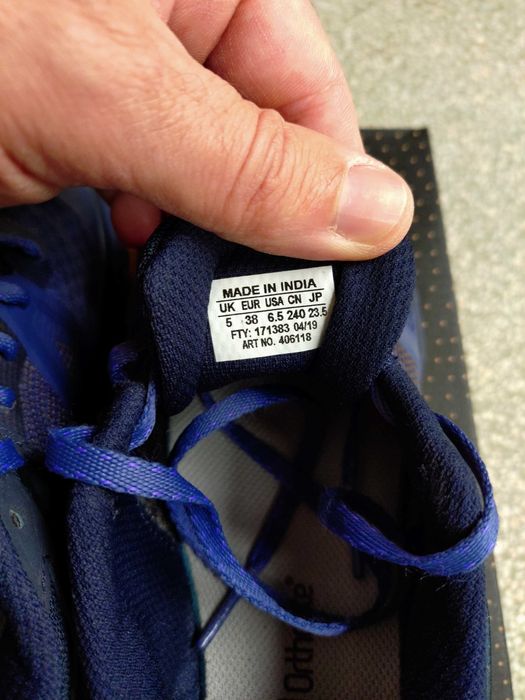 MADE IN INDIA
UK EUR USA CN JP
5 38 6.5 240 23.5
FTY: 171383 04/19
ART NO. 406118